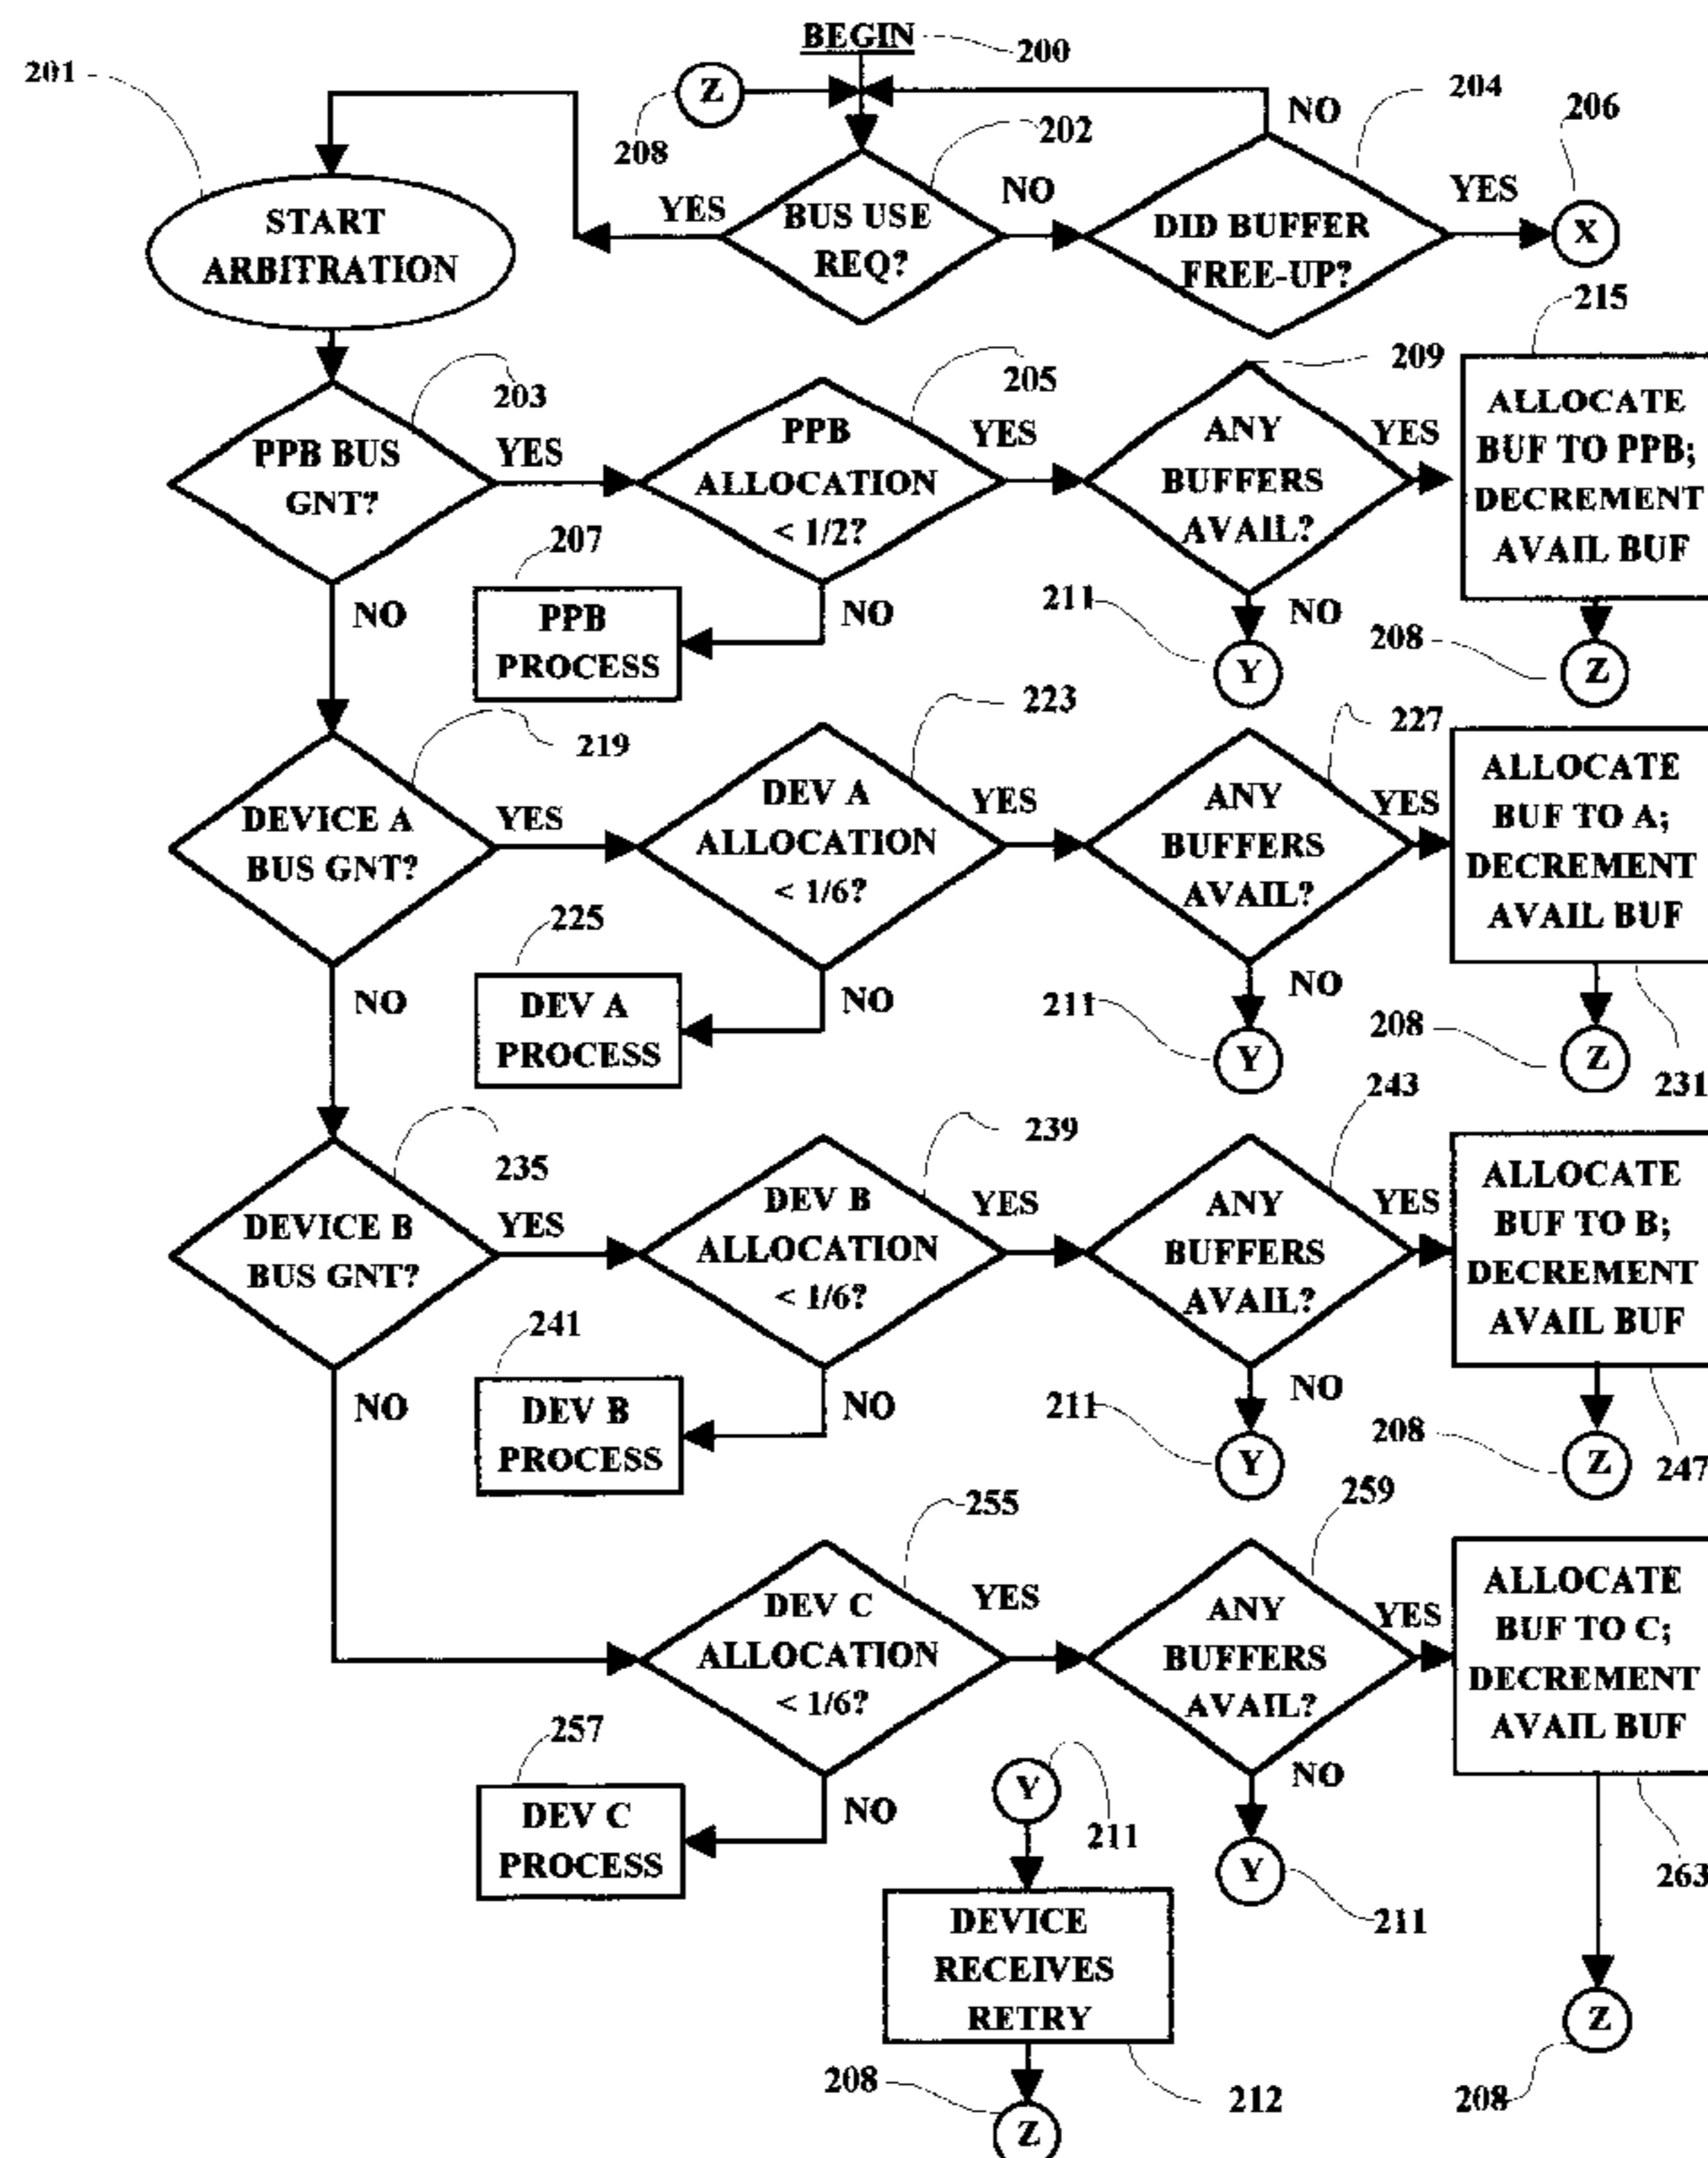 BEGIN
200
201
Z
208
NO
204
206
202
YES
BUS USE
REQ?
NO
DID BUFFER
FREE-UP?
YES
X
START
ARBITRATION
215
203
205
209
PPB BUS
GNT?
YES
PPB
ALLOCATION
< 1/2?
YES
ANY
BUFFERS
AVAIL?
YES
ALLOCATE
BUF TO PPB;
DECREMENT
AVAIL BUF
NO
207
PPB
PROCESS
NO
211
NO
Y
208
Z
219
223
227
DEVICE A
BUS GNT?
YES
DEV A
ALLOCATION
< 1/6?
YES
ANY
BUFFERS
AVAIL?
YES
ALLOCATE
BUF TO A;
DECREMENT
AVAIL BUF
NO
225
DEV A
PROCESS
NO
211
NO
Y
208
Z
231
235
239
243
DEVICE B
BUS GNT?
YES
DEV B
ALLOCATION
< 1/6?
YES
ANY
BUFFERS
AVAIL?
YES
ALLOCATE
BUF TO B;
DECREMENT
AVAIL BUF
NO
241
DEV B
PROCESS
NO
211
NO
Y
208
Z
247
255
259
DEV C
ALLOCATION
< 1/6?
YES
ANY
BUFFERS
AVAIL?
YES
ALLOCATE
BUF TO C;
DECREMENT
AVAIL BUF
257
DEV C
PROCESS
NO
Y
211
NO
Y
211
263
DEVICE
RECEIVES
RETRY
212
208
Z
Z
208